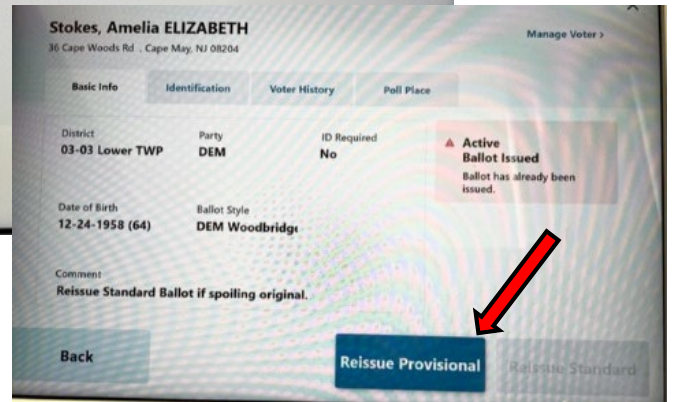 Stokes, Amelia ELIZABETH
Manage Voter >
36 Cape Woods Rd . Cape May, NJ 08204
Basic Info Identification Voter History Poll Place
District Party ID Required
03-03 Lower TWP DEM No
Active
Ballot Issued
Ballot has already been
issued.
Date of Birth Ballot Style
12-24-1958 (64) DEM Woodbridge
Comment
Reissue Standard Ballot if spoiling original.
Back Reissue Provisional Reissue Standard